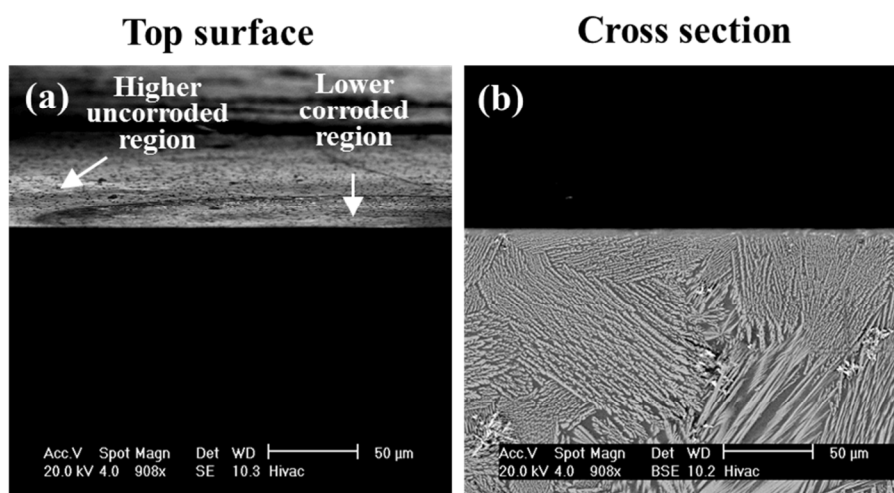 Top surface
Cross section
(a)
Higher
uncorroded
region
Lower
corroded
region
(b)
Acc.V Spot Magn Det WD 50 µm
20.0 kV 4.0 908x SE 10.3 Hivac
Acc.V Spot Magn Det WD 50 µm
20.0 kV 4.0 908x BSE 10.2 Hivac